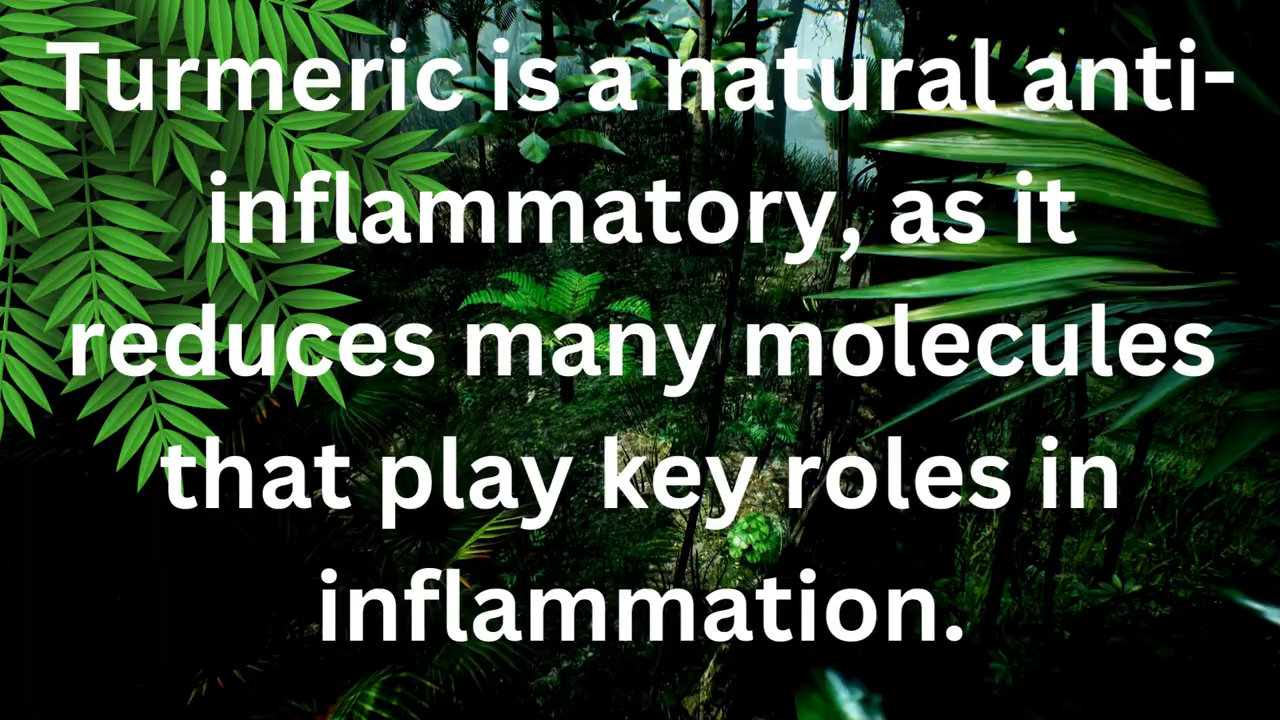 Turmeric is a natural anti-
inflammatory, as it
reduces many molecules
that play key roles in
inflammation.